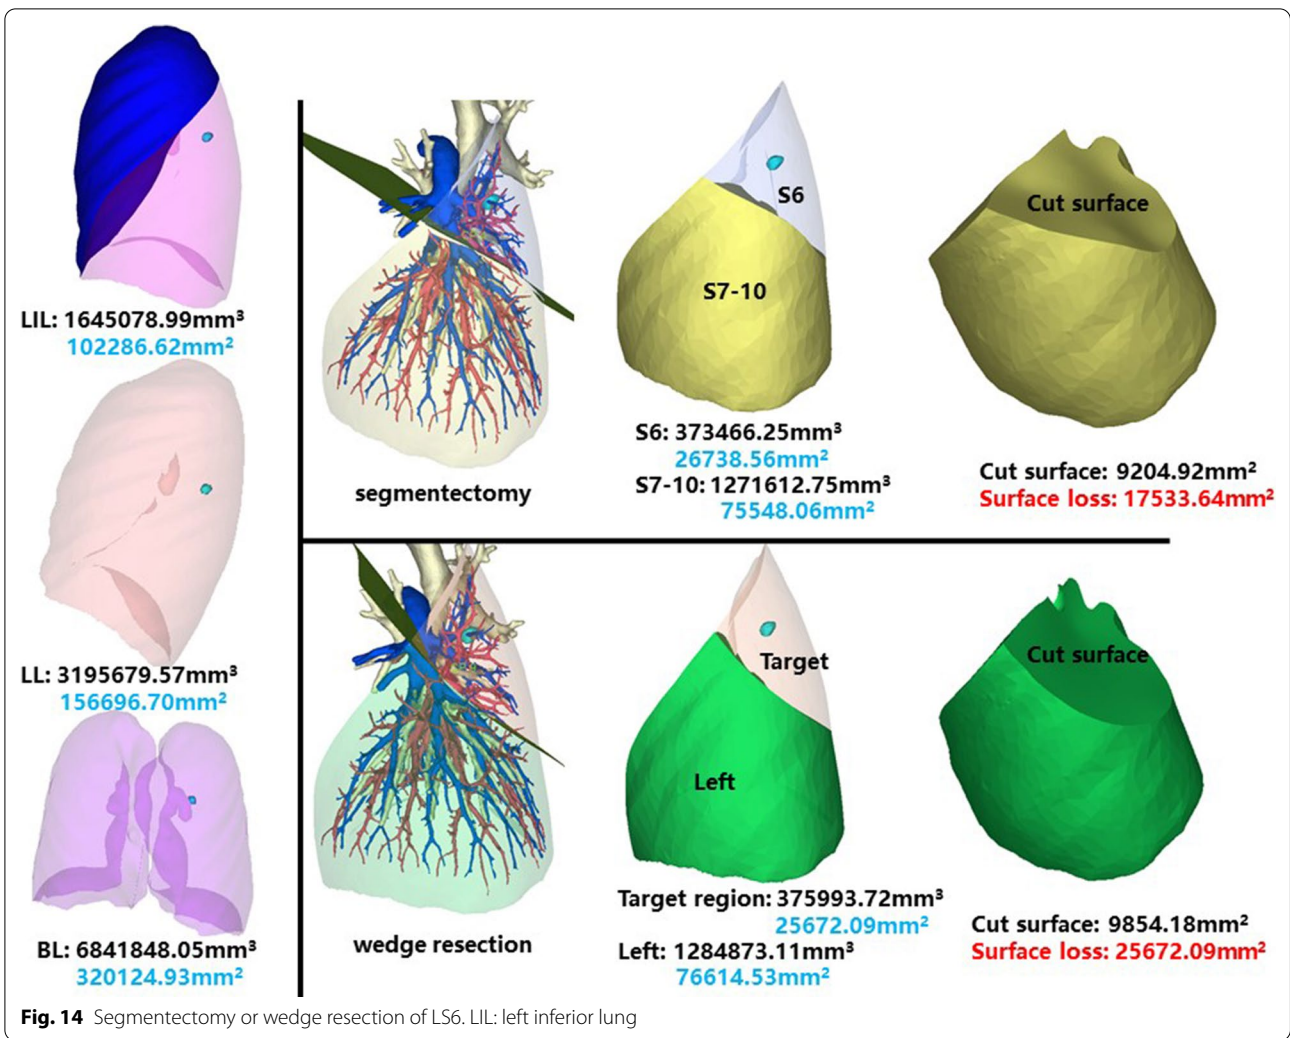 LIL: 1645078.99mm³
102286.62mm²
LL: 3195679.57mm³
156696.70mm²
BL: 6841848.05mm³
320124.93mm²
segmentectomy
S6
S7-10
S6: 373466.25mm³
26738.56mm²
S7-10: 1271612.75mm³
75548.06mm²
Cut surface
Cut surface: 9204.92mm²
Surface loss: 17533.64mm²
wedge resection
Target
Left
Target region: 375993.72mm³
25672.09mm²
Left: 1284873.11mm³
76614.53mm²
Cut surface
Cut surface: 9854.18mm²
Surface loss: 25672.09mm²
Fig. 14 Segmentectomy or wedge resection of LS6. LIL: left inferior lung